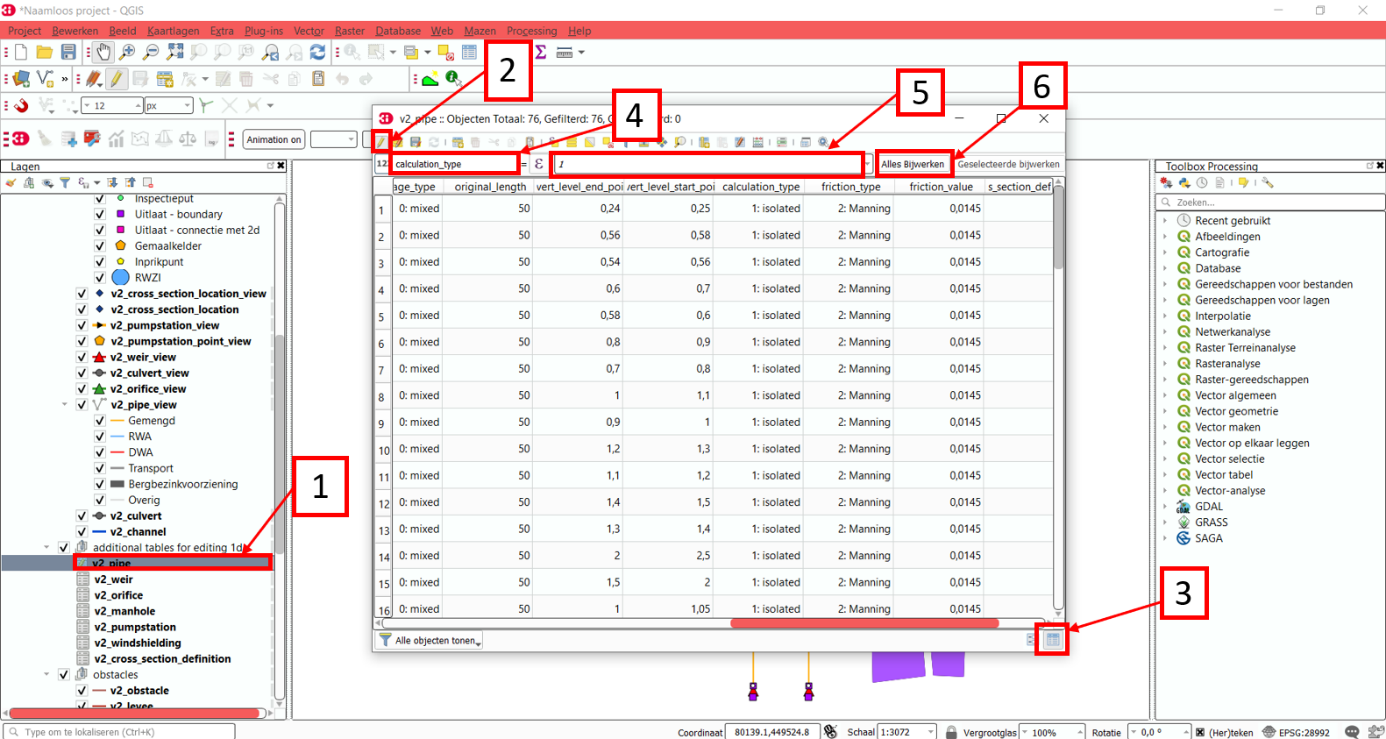 *Naamloos project - QGIS
Project Bewerken Beeld Kaartlagen Extra Plug-ins Vector Raster Database Web Mazen Processing Help
12 px
Animation on
Lagen
Inspectieput
Uitlaat - boundary
Uitlaat - connectie met 2d
Gemaalkelder
Inprikpunt
RWZI
v2_cross_section_location_view
v2_cross_section_location
v2_pumpstation_view
v2_pumpstation_point_view
v2_weir_view
v2_culvert_view
v2_orifice_view
v2_pipe_view
Gemengd
RWA
DWA
Transport
Bergbezinkvoorziening
Overig
v2_culvert
v2_channel
additional tables for editing 1d
v2_pipe
v2_weir
v2_orifice
v2_manhole
v2_pumpstation
v2_windshielding
v2_cross_section_definition
obstacles
v2_obstacle
v2_levee
1
2
3
4
5
6
v2_pipe :: Objecten Totaal: 76, Gefilterd: 76,
calculation_type = ε 1 Alles Bijwerken Geselecteerde bijwerken
age_type original_length vert_level_end_poi vert_level_start_poi calculation_type friction_type friction_value s_section_def
1 0: mixed 50 0,24 0,25 1: isolated 2: Manning 0,0145
2 0: mixed 50 0,56 0,58 1: isolated 2: Manning 0,0145
3 0: mixed 50 0,54 0,56 1: isolated 2: Manning 0,0145
4 0: mixed 50 0,6 0,7 1: isolated 2: Manning 0,0145
5 0: mixed 50 0,58 0,6 1: isolated 2: Manning 0,0145
6 0: mixed 50 0,8 0,9 1: isolated 2: Manning 0,0145
7 0: mixed 50 0,7 0,8 1: isolated 2: Manning 0,0145
8 0: mixed 50 1 1,1 1: isolated 2: Manning 0,0145
9 0: mixed 50 0,9 1 1: isolated 2: Manning 0,0145
10 0: mixed 50 1,2 1,3 1: isolated 2: Manning 0,0145
11 0: mixed 50 1,1 1,2 1: isolated 2: Manning 0,0145
12 0: mixed 50 1,4 1,5 1: isolated 2: Manning 0,0145
13 0: mixed 50 1,3 1,4 1: isolated 2: Manning 0,0145
14 0: mixed 50 2 2,5 1: isolated 2: Manning 0,0145
15 0: mixed 50 1,5 2 1: isolated 2: Manning 0,0145
16 0: mixed 50 1 1,05 1: isolated 2: Manning 0,0145
Alle objecten tonen
Toolbox Processing
Zoeken...
Recent gebruikt
Afbeeldingen
Cartografie
Database
Gereedschappen voor bestanden
Gereedschappen voor lagen
Interpolatie
Netwerkanalyse
Raster Terreinanalyse
Rasteranalyse
Raster-gereedschappen
Vector algemeen
Vector geometrie
Vector maken
Vector op elkaar leggen
Vector selectie
Vector tabel
Vector-analyse
GDAL
GRASS
SAGA
Type om te lokaliseren (Ctrl+K) Coordinaat 80139.1,449524.8 Schaal 1:3072 Vergrootglas 100% Rotatie 0,0 ° (Her)teken EPSG:28992